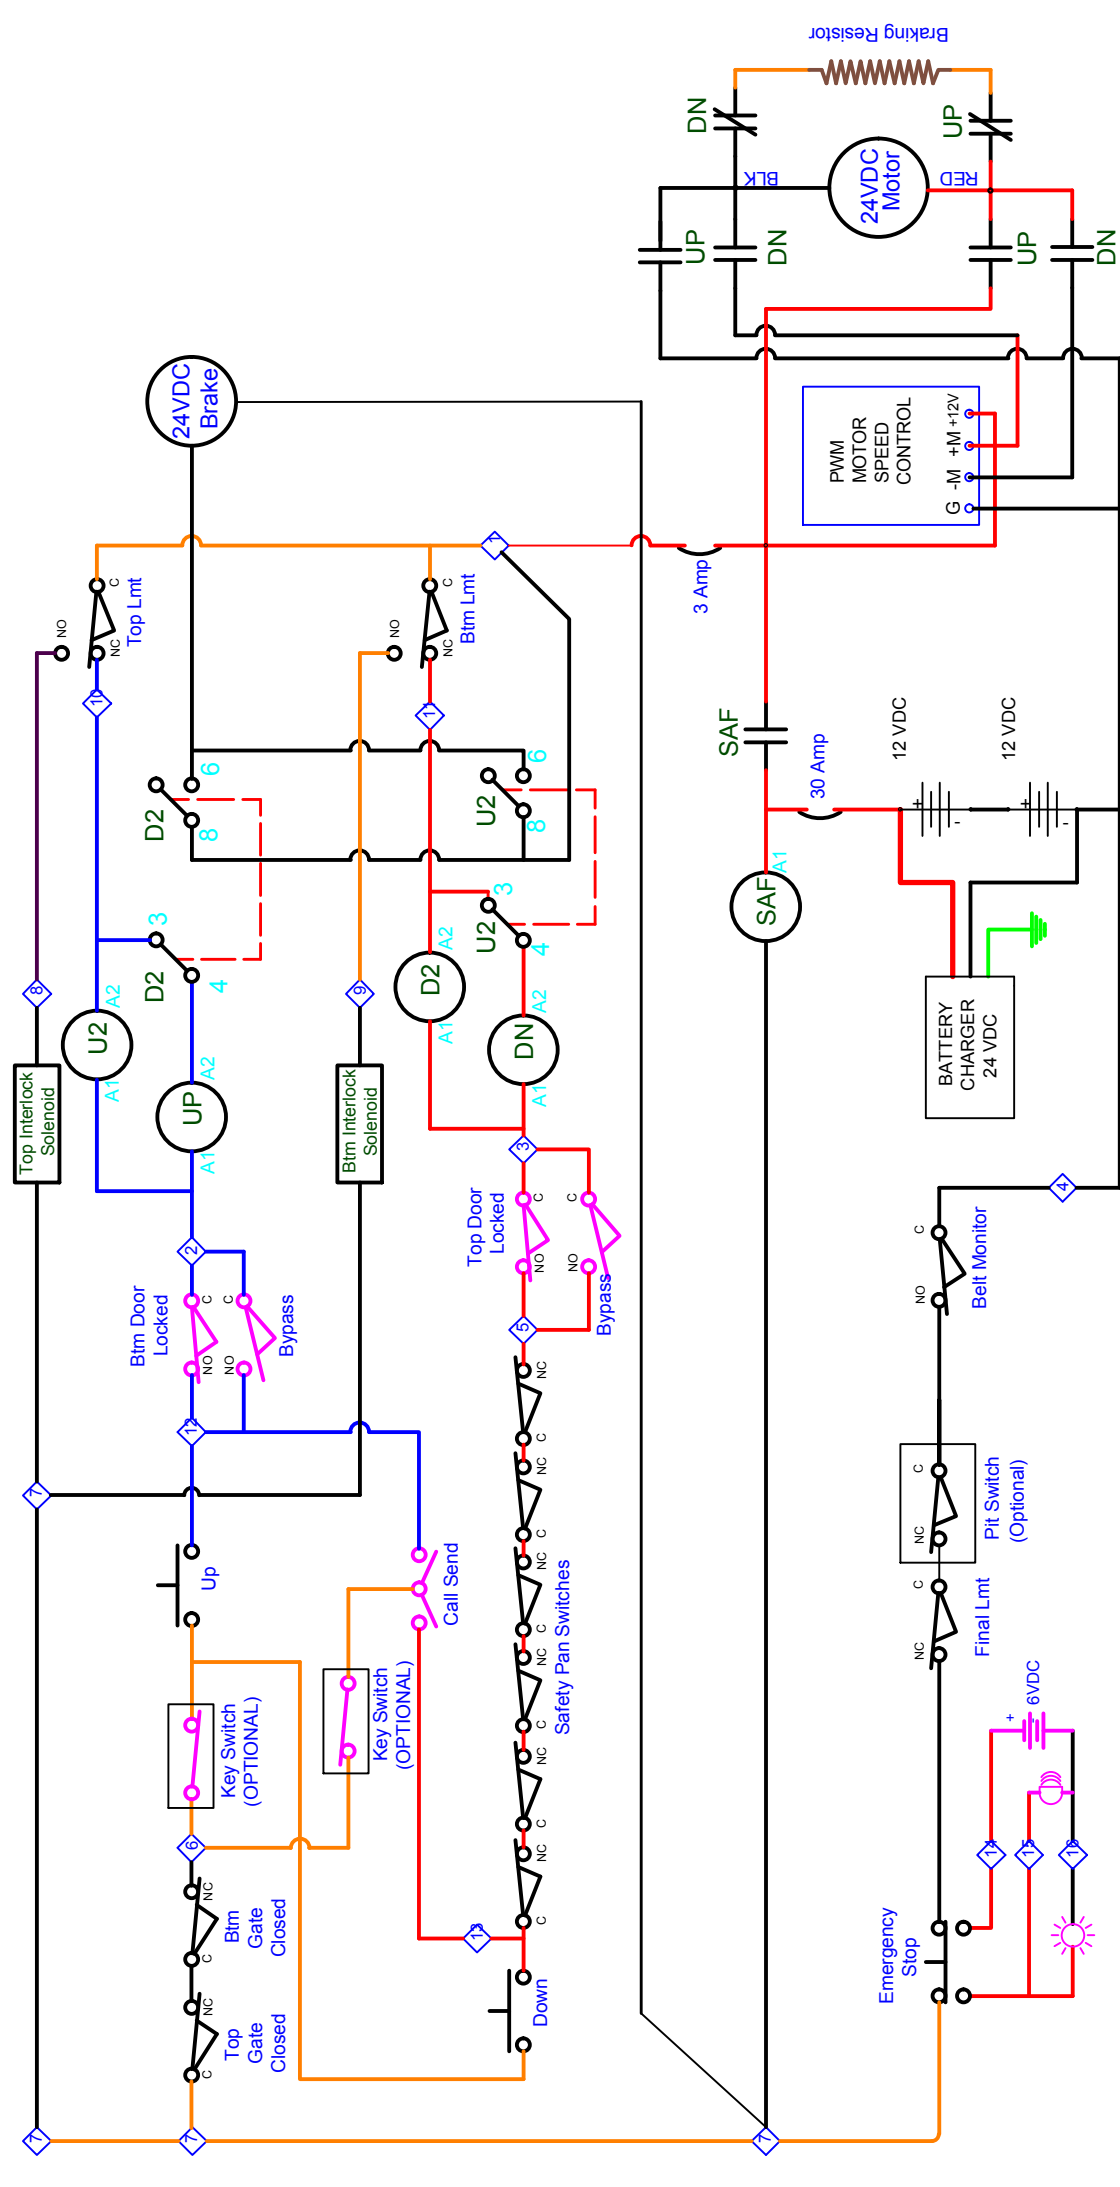 Braking Resistor
DN
UP
BLK
RED
24VDC
Motor
UP
DN
UP
DN
24VDC
Brake
PWM
MOTOR
SPEED
CONTROL
G
-M
+M
+12V
NO
NC
C
Top Lmt
NO
NC
C
Btm Lmt
1
3 Amp
10
11
D2
8
6
U2
8
6
SAF
30 Amp
12 VDC
+
-
12 VDC
+
-
SAF
A1
D2
4
3
U2
4
3
8
9
U2
A1
A2
UP
A1
A2
D2
A1
A2
DN
A1
A2
Top Interlock
Solenoid
Btm Interlock
Solenoid
BATTERY
CHARGER
24 VDC
2
3
4
Btm Door
Locked
NO
C
NO
C
Bypass
Top Door
Locked
NO
C
NO
C
Bypass
5
12
7
Belt Monitor
NO
C
Up
Call Send
NC
C
NC
C
NC
C
NC
C
NC
C
NC
C
Safety Pan Switches
Pit Switch
(Optional)
NC
C
Final Lmt
NC
C
Key Switch
(OPTIONAL)
Key Switch
(OPTIONAL)
6
+
-
6VDC
14
15
16
Btm
Gate
Closed
C
NC
Top
Gate
Closed
C
NC
13
Down
Emergency
Stop
7
7
7